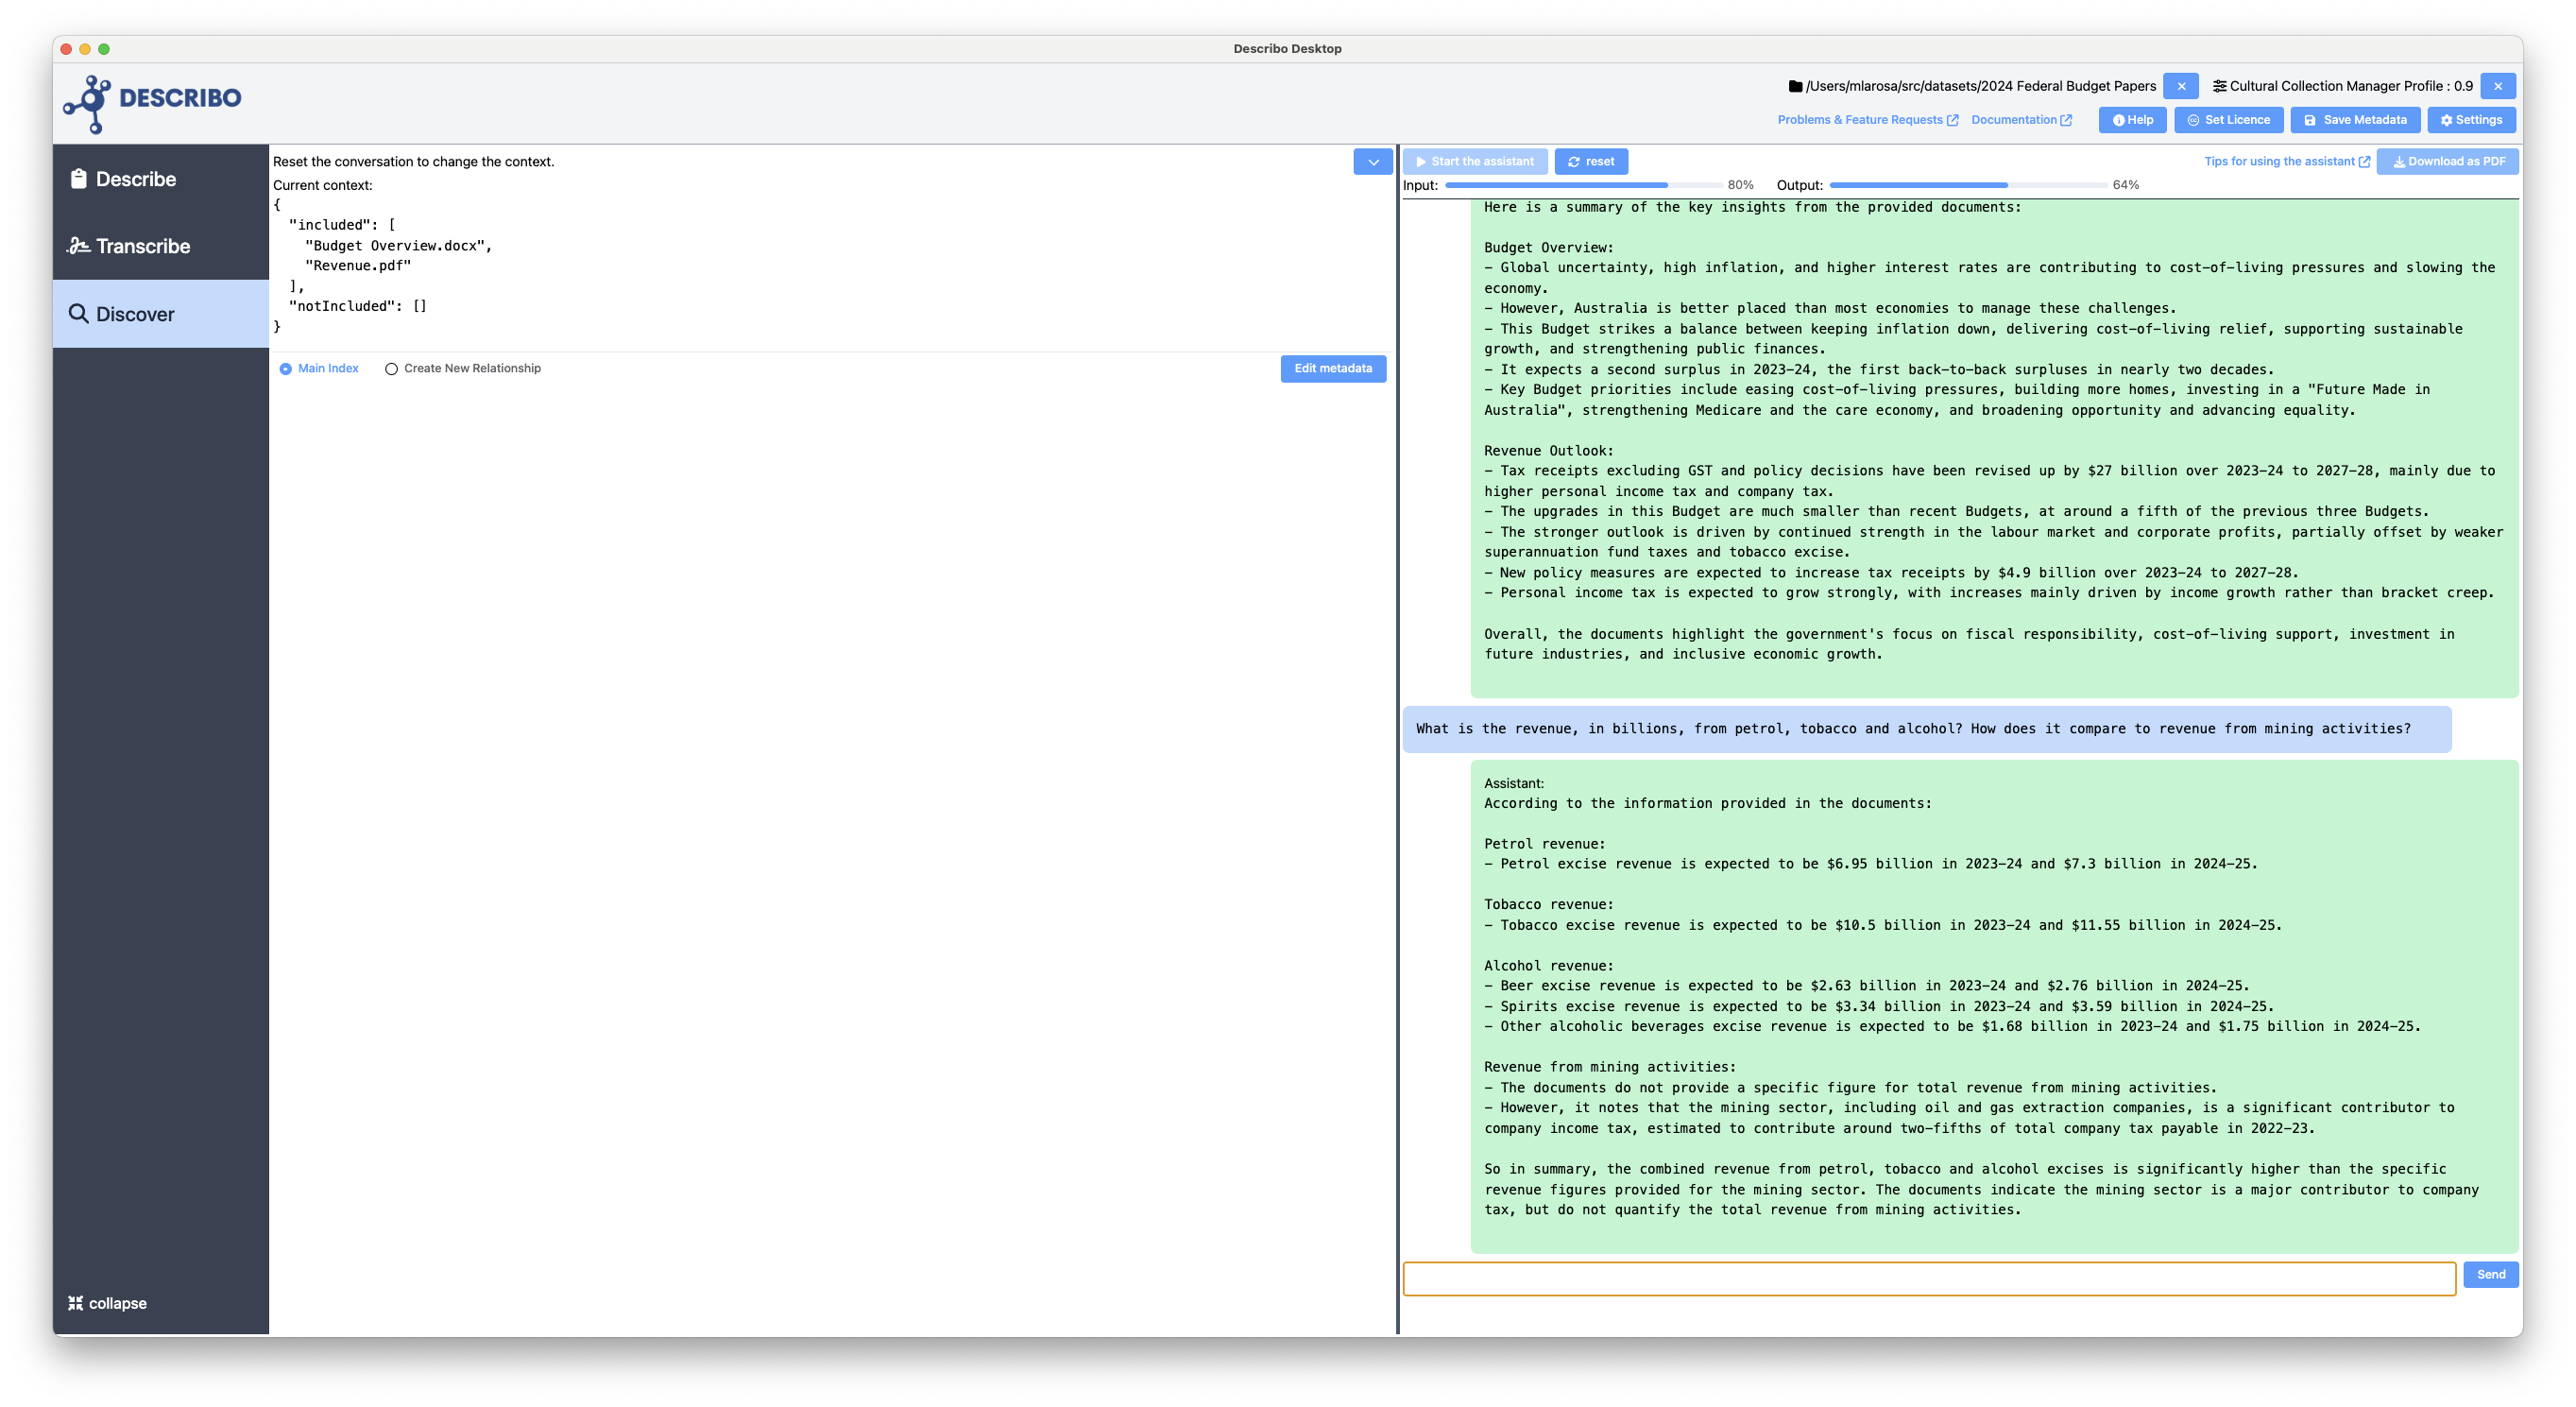 Describo Desktop
DESCRIBO
/Users/mlarosa/src/datasets/2024 Federal Budget Papers
Cultural Collection Manager Profile : 0.9
Problems & Feature Requests
Documentation
Help
Set Licence
Save Metadata
Settings
Describe
Transcribe
Discover
collapse
Reset the conversation to change the context.
Current context:
{
"included": [
"Budget Overview.docx",
"Revenue.pdf"
],
"notIncluded": []
}
Main Index
Create New Relationship
Edit metadata
Start the assistant
reset
Tips for using the assistant
Download as PDF
Input: 80%
Output: 64%
Here is a summary of the key insights from the provided documents:
Budget Overview:
- Global uncertainty, high inflation, and higher interest rates are contributing to cost-of-living pressures and slowing the
economy.
- However, Australia is better placed than most economies to manage these challenges.
- This Budget strikes a balance between keeping inflation down, delivering cost-of-living relief, supporting sustainable
growth, and strengthening public finances.
- It expects a second surplus in 2023-24, the first back-to-back surpluses in nearly two decades.
- Key Budget priorities include easing cost-of-living pressures, building more homes, investing in a "Future Made in
Australia", strengthening Medicare and the care economy, and broadening opportunity and advancing equality.
Revenue Outlook:
- Tax receipts excluding GST and policy decisions have been revised up by $27 billion over 2023-24 to 2027-28, mainly due to
higher personal income tax and company tax.
- The upgrades in this Budget are much smaller than recent Budgets, at around a fifth of the previous three Budgets.
- The stronger outlook is driven by continued strength in the labour market and corporate profits, partially offset by weaker
superannuation fund taxes and tobacco excise.
- New policy measures are expected to increase tax receipts by $4.9 billion over 2023-24 to 2027-28.
- Personal income tax is expected to grow strongly, with increases mainly driven by income growth rather than bracket creep.
Overall, the documents highlight the government's focus on fiscal responsibility, cost-of-living support, investment in
future industries, and inclusive economic growth.
What is the revenue, in billions, from petrol, tobacco and alcohol? How does it compare to revenue from mining activities?
Assistant:
According to the information provided in the documents:
Petrol revenue:
- Petrol excise revenue is expected to be $6.95 billion in 2023-24 and $7.3 billion in 2024-25.
Tobacco revenue:
- Tobacco excise revenue is expected to be $10.5 billion in 2023-24 and $11.55 billion in 2024-25.
Alcohol revenue:
- Beer excise revenue is expected to be $2.63 billion in 2023-24 and $2.76 billion in 2024-25.
- Spirits excise revenue is expected to be $3.34 billion in 2023-24 and $3.59 billion in 2024-25.
- Other alcoholic beverages excise revenue is expected to be $1.68 billion in 2023-24 and $1.75 billion in 2024-25.
Revenue from mining activities:
- The documents do not provide a specific figure for total revenue from mining activities.
- However, it notes that the mining sector, including oil and gas extraction companies, is a significant contributor to
company income tax, estimated to contribute around two-fifths of total company tax payable in 2022-23.
So in summary, the combined revenue from petrol, tobacco and alcohol excises is significantly higher than the specific
revenue figures provided for the mining sector. The documents indicate the mining sector is a major contributor to company
tax, but do not quantify the total revenue from mining activities.
Send